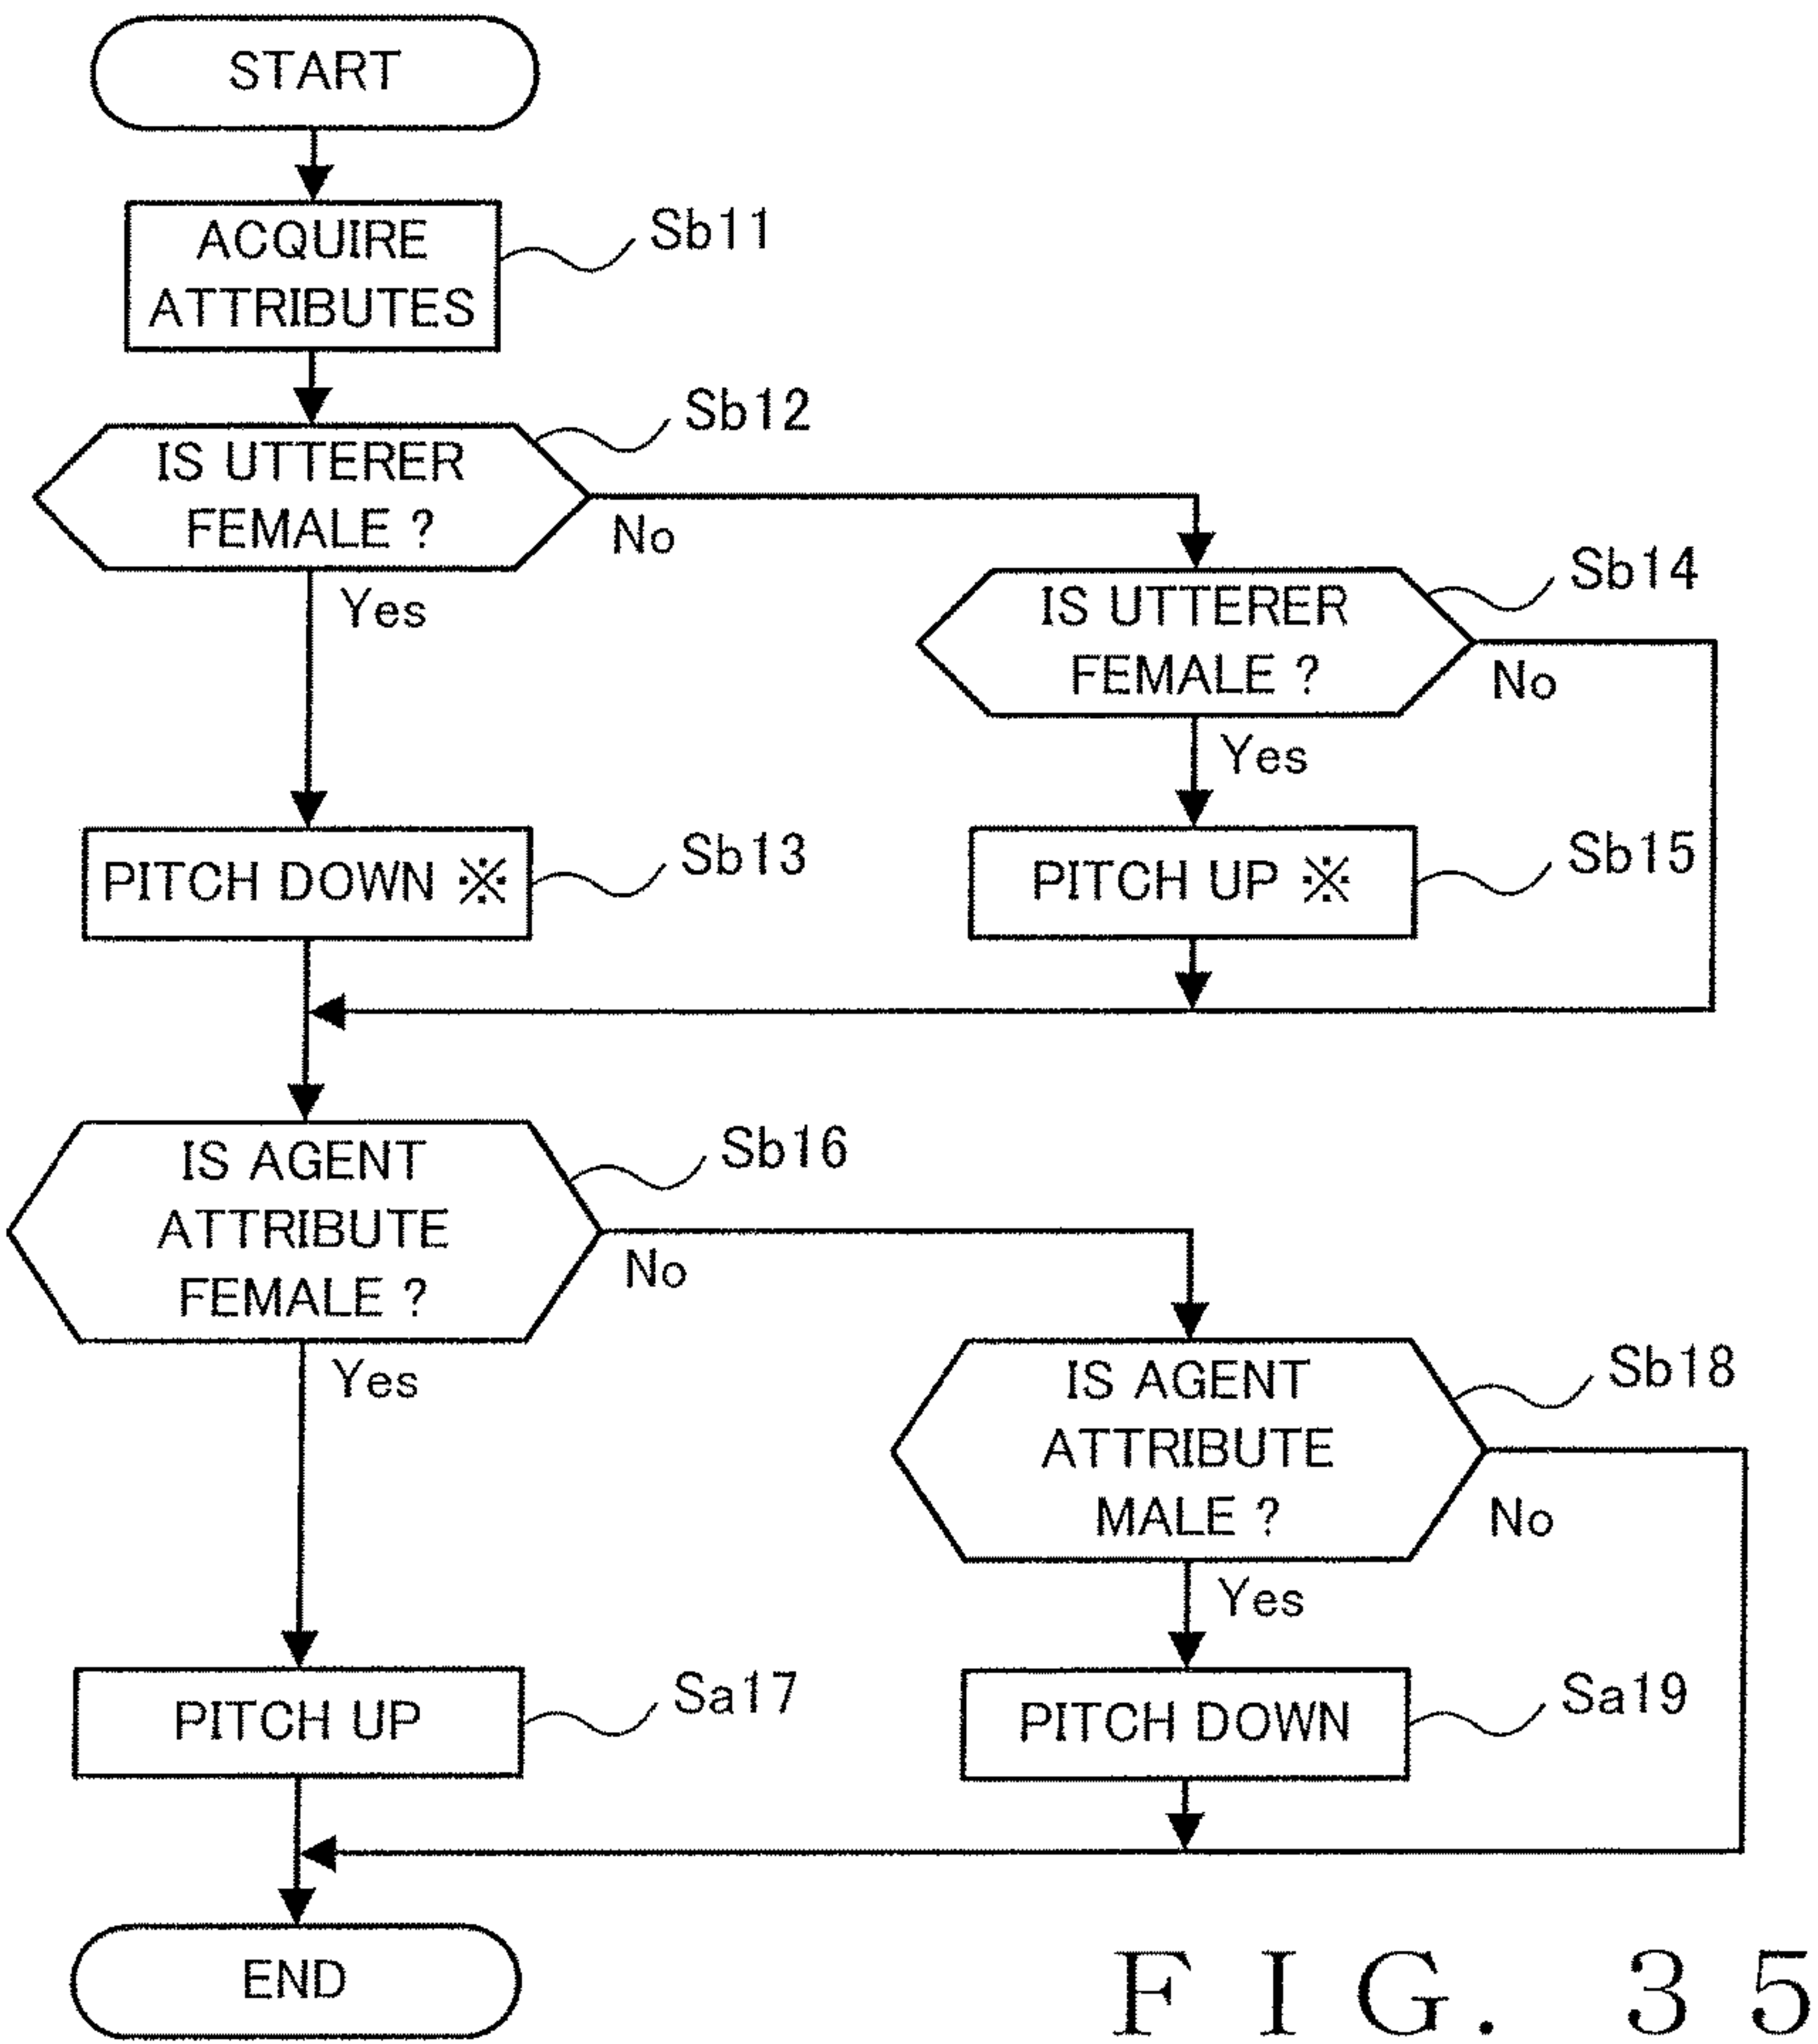 START
ACQUIRE
ATTRIBUTES
Sb11
IS UTTERER
FEMALE ?
Sb12
No
Yes
IS UTTERER
FEMALE ?
Sb14
No
Yes
PITCH DOWN ※
Sb13
PITCH UP ※
Sb15
IS AGENT
ATTRIBUTE
FEMALE ?
Sb16
No
Yes
IS AGENT
ATTRIBUTE
MALE ?
Sb18
No
Yes
PITCH UP
Sa17
PITCH DOWN
Sa19
END
FIG. 35